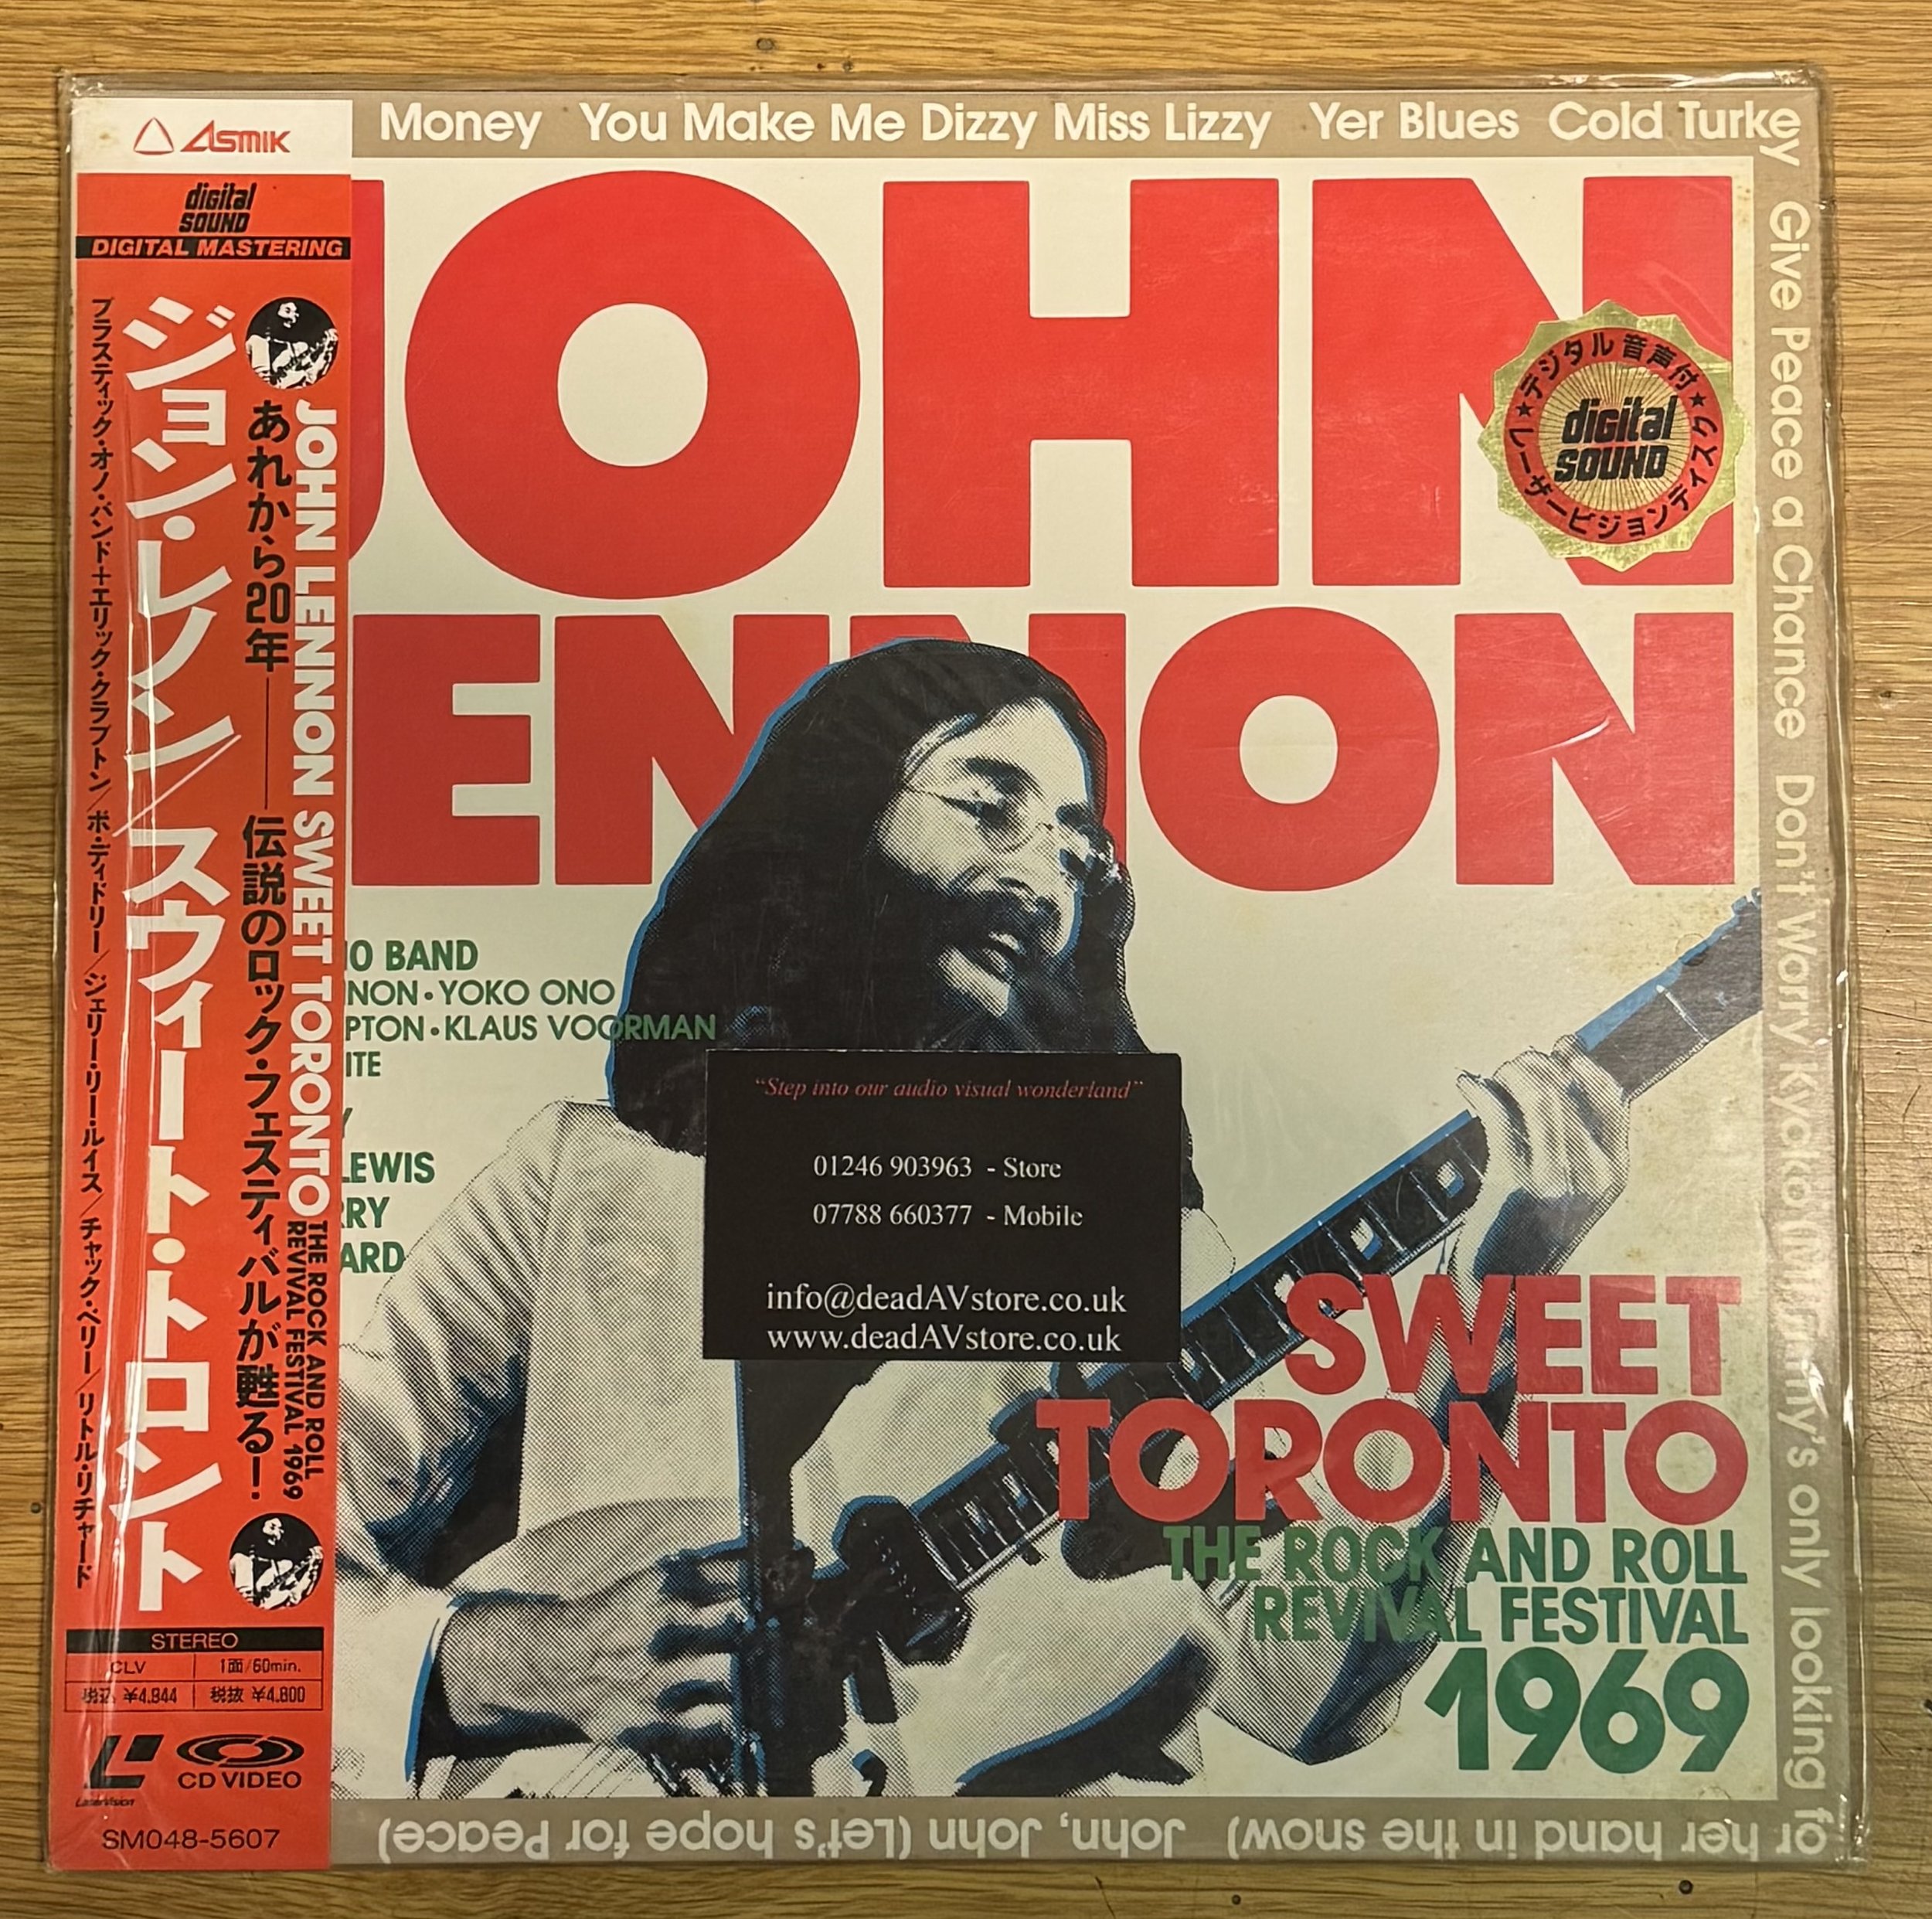 ASMIK
digital
SOUND
DIGITAL MASTERING
プラスティック・オノ・バンド+エリック・クラプトン/ボ・ディドリー/ジェリー・リー・ルイス/チャック・ベリー/リトル・リチャード
ジョン・レノン/スウィート・トロント
あれから20年――伝説のロック・フェスティバルが甦る!
JOHN LENNON SWEET TORONTO
THE ROCK AND ROLL
REVIVAL FESTIVAL 1969
STEREO
CLV 1面/60min.
税込 ¥4,944 税抜 ¥4,800
LaserVision
CD VIDEO
SM048-5607
Money You Make Me Dizzy Miss Lizzy Yer Blues Cold Turkey
Give Peace a Chance Don't Worry Kyoko looking for
her hand in the snow) John, John (Let's hope for Peace)
JOHN
ENNON
デジタル音声付
digital
SOUND
レーザービジョンディスク
O BAND
NON・YOKO ONO
PTON・KLAUS VOORMAN
ITE
Y
LEWIS
RRY
ARD
"Step into our audio visual wonderland"
01246 903963 - Store
07788 660377 - Mobile
info@deadAVstore.co.uk
www.deadAVstore.co.uk
SWEET
TORONTO
THE ROCK AND ROLL
REVIVAL FESTIVAL
1969